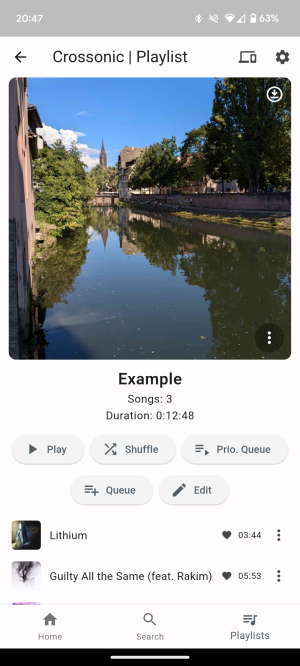 20:47
63%
Crossonic | Playlist
Example
Songs: 3
Duration: 0:12:48
Play
Shuffle
Prio. Queue
Queue
Edit
Lithium
03:44
Guilty All the Same (feat. Rakim)
05:53
Home
Search
Playlists